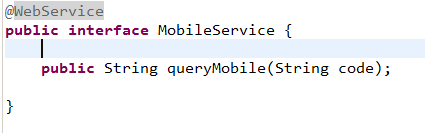 @WebService
public interface MobileService {
public String queryMobile(String code);
}